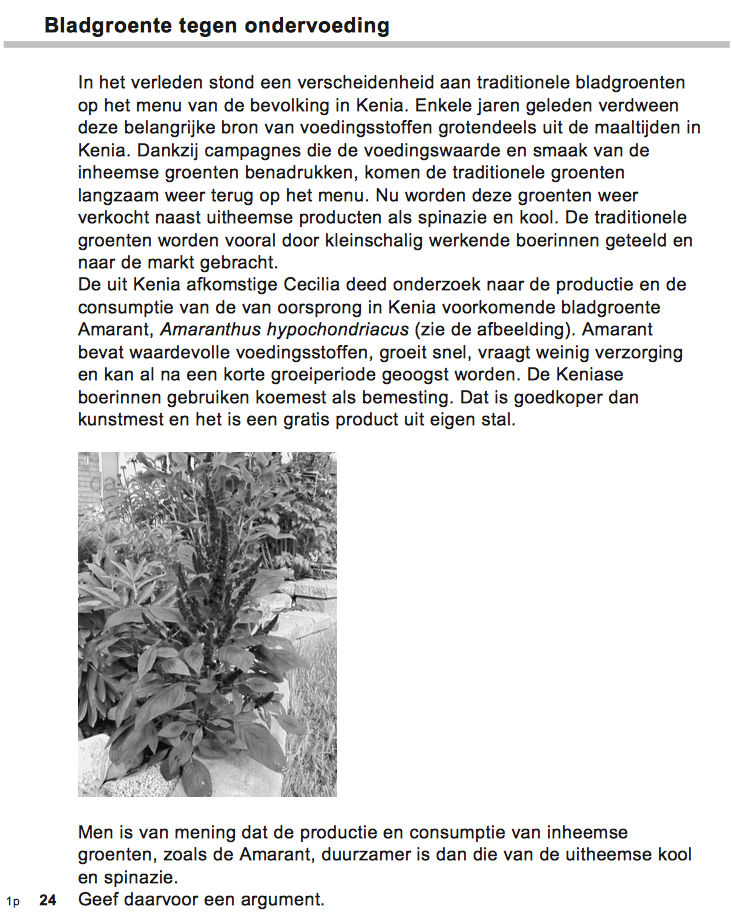 Bladgroente tegen ondervoeding
In het verleden stond een verscheidenheid aan traditionele bladgroenten
op het menu van de bevolking in Kenia. Enkele jaren geleden verdween
deze belangrijke bron van voedingsstoffen grotendeels uit de maaltijden in
Kenia. Dankzij campagnes die de voedingswaarde en smaak van de
inheemse groenten benadrukken, komen de traditionele groenten
langzaam weer terug op het menu. Nu worden deze groenten weer
verkocht naast uitheemse producten als spinazie en kool. De traditionele
groenten worden vooral door kleinschalig werkende boerinnen geteeld en
naar de markt gebracht.
De uit Kenia afkomstige Cecilia deed onderzoek naar de productie en de
consumptie van de van oorsprong in Kenia voorkomende bladgroente
Amarant, Amaranthus hypochondriacus (zie de afbeelding). Amarant
bevat waardevolle voedingsstoffen, groeit snel, vraagt weinig verzorging
en kan al na een korte groeiperiode geoogst worden. De Keniase
boerinnen gebruiken koemest als bemesting. Dat is goedkoper dan
kunstmest en het is een gratis product uit eigen stal.
Men is van mening dat de productie en consumptie van inheemse
groenten, zoals de Amarant, duurzamer is dan die van de uitheemse kool
en spinazie.
1p 24 Geef daarvoor een argument.